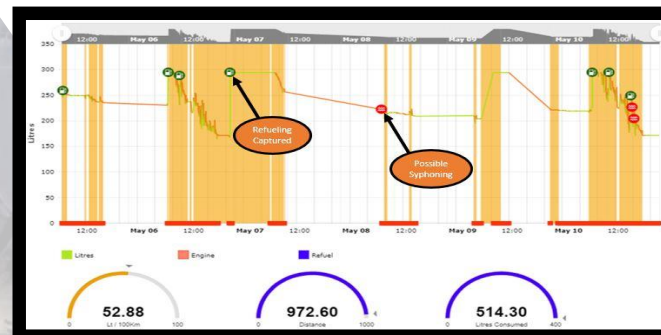 12:00 May 06 12:00 May 07 12:00 May 08 12:00 May 09 12:00 May 10 12:00
350
300
250
200
150
100
50
0
Litres
Refueling
Captured
Possible
Syphoning
12:00 May 06 12:00 May 07 12:00 May 08 12:00 May 09 12:00 May 10 12:00
Litres Engine Refuel
52.88 972.60 514.30
0 Lt / 100Km 100 0 Distance 1000 0 Litres Consumed 400